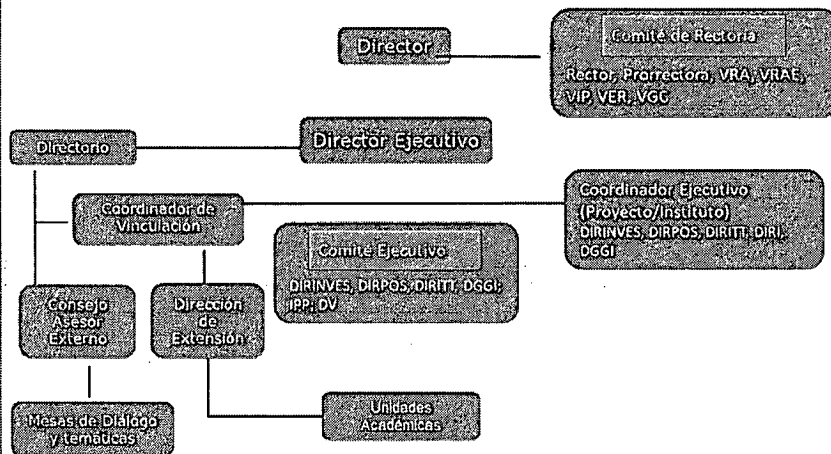 Director
Comité de Rectoria
Rector, Prorrectora, VRA, VRAE,
VIP, VER, VGC
Directorio
Director Ejecutivo
Coordinador de
Vinculación
Coordinador Ejecutivo
(Proyecto/Instituto)
DIRINVES, DIRPOS, DIRITT, DIRI,
DGGI
Comité Ejecutivo
DIRINVES, DIRPOS, DIRITT, DGGI,
IPP, DV
Consejo
Asesor
Externo
Dirección
de
Extensión
Mesas de Diálogo
y temáticas
Unidades
Académicas